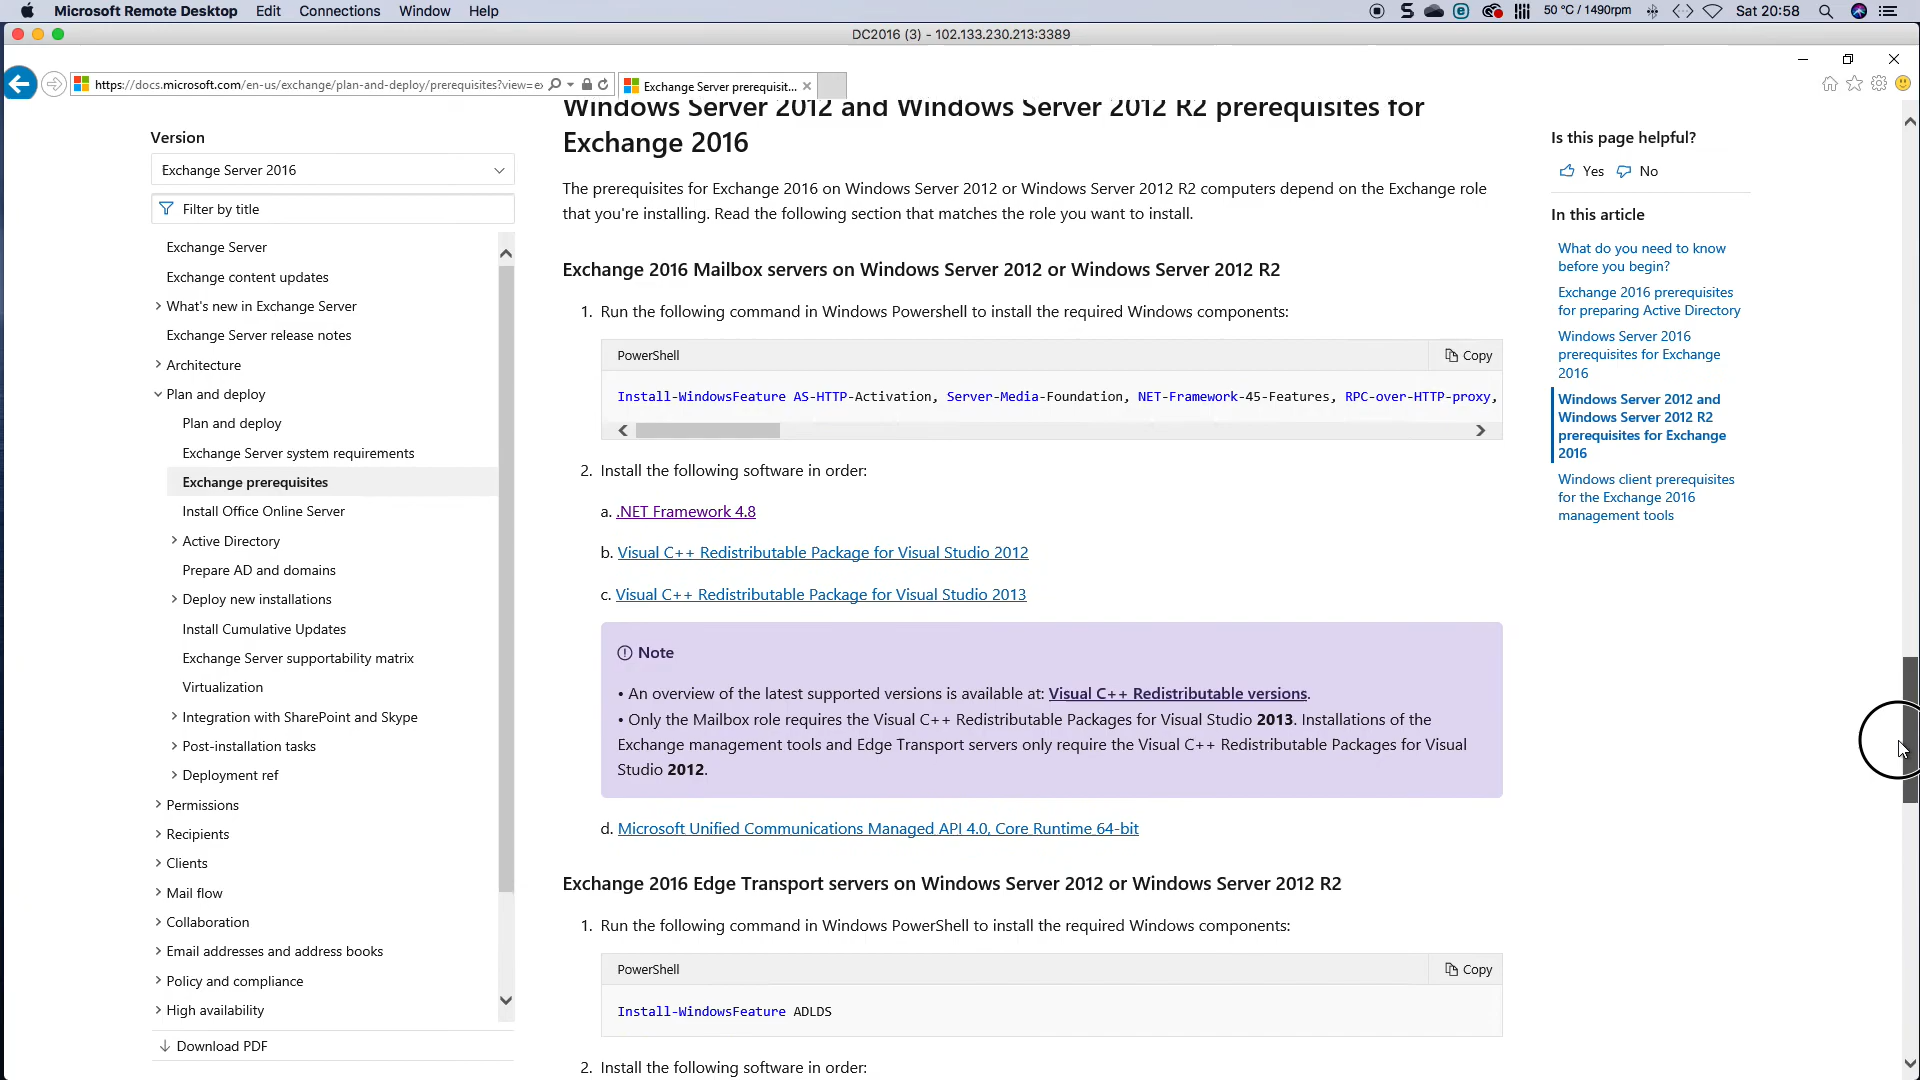 Microsoft Remote Desktop Edit Connections Window Help
50 °C / 1490rpm Sat 20:58
DC2016 (3) - 102.133.230.213:3389
https://docs.microsoft.com/en-us/exchange/plan-and-deploy/prerequisites?view=e
Exchange Server prerequisit...
Version
Exchange Server 2016
Filter by title
Exchange Server
Exchange content updates
What's new in Exchange Server
Exchange Server release notes
Architecture
Plan and deploy
Plan and deploy
Exchange Server system requirements
Exchange prerequisites
Install Office Online Server
Active Directory
Prepare AD and domains
Deploy new installations
Install Cumulative Updates
Exchange Server supportability matrix
Virtualization
Integration with SharePoint and Skype
Post-installation tasks
Deployment ref
Permissions
Recipients
Clients
Mail flow
Collaboration
Email addresses and address books
Policy and compliance
High availability
Download PDF
Windows Server 2012 and Windows Server 2012 R2 prerequisites for
Exchange 2016
The prerequisites for Exchange 2016 on Windows Server 2012 or Windows Server 2012 R2 computers depend on the Exchange role
that you're installing. Read the following section that matches the role you want to install.
Exchange 2016 Mailbox servers on Windows Server 2012 or Windows Server 2012 R2
1. Run the following command in Windows Powershell to install the required Windows components:
PowerShell Copy
Install-WindowsFeature AS-HTTP-Activation, Server-Media-Foundation, NET-Framework-45-Features, RPC-over-HTTP-proxy,
2. Install the following software in order:
a. .NET Framework 4.8
b. Visual C++ Redistributable Package for Visual Studio 2012
c. Visual C++ Redistributable Package for Visual Studio 2013
Note
• An overview of the latest supported versions is available at: Visual C++ Redistributable versions.
• Only the Mailbox role requires the Visual C++ Redistributable Packages for Visual Studio 2013. Installations of the
Exchange management tools and Edge Transport servers only require the Visual C++ Redistributable Packages for Visual
Studio 2012.
d. Microsoft Unified Communications Managed API 4.0, Core Runtime 64-bit
Exchange 2016 Edge Transport servers on Windows Server 2012 or Windows Server 2012 R2
1. Run the following command in Windows PowerShell to install the required Windows components:
PowerShell Copy
Install-WindowsFeature ADLDS
2. Install the following software in order:
Is this page helpful?
Yes No
In this article
What do you need to know
before you begin?
Exchange 2016 prerequisites
for preparing Active Directory
Windows Server 2016
prerequisites for Exchange
2016
Windows Server 2012 and
Windows Server 2012 R2
prerequisites for Exchange
2016
Windows client prerequisites
for the Exchange 2016
management tools